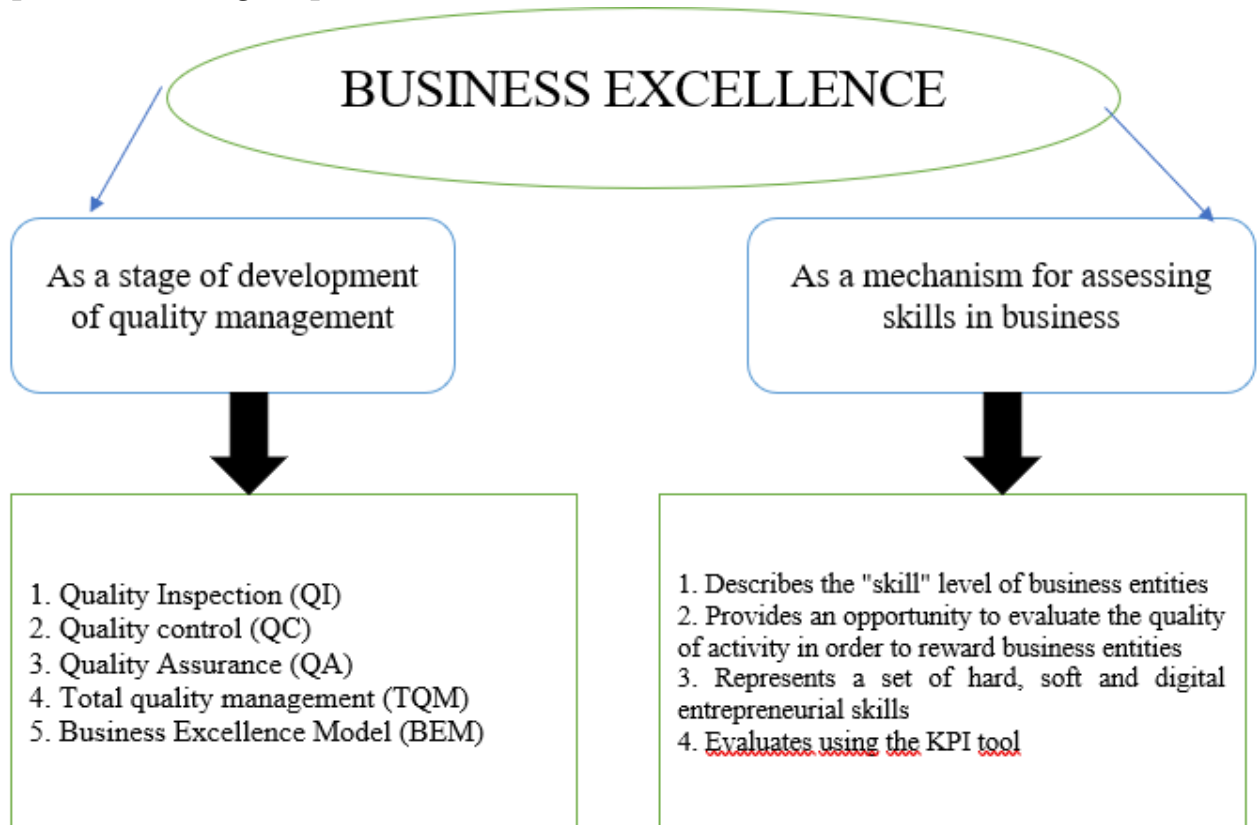 BUSINESS EXCELLENCE
As a stage of development
of quality management
As a mechanism for assessing
skills in business
1. Quality Inspection (QI)
2. Quality control (QC)
3. Quality Assurance (QA)
4. Total quality management (TQM)
5. Business Excellence Model (BEM)
1. Describes the "skill" level of business entities
2. Provides an opportunity to evaluate the quality
of activity in order to reward business entities
3. Represents a set of hard, soft and digital
entrepreneurial skills
4. Evaluates using the KPI tool